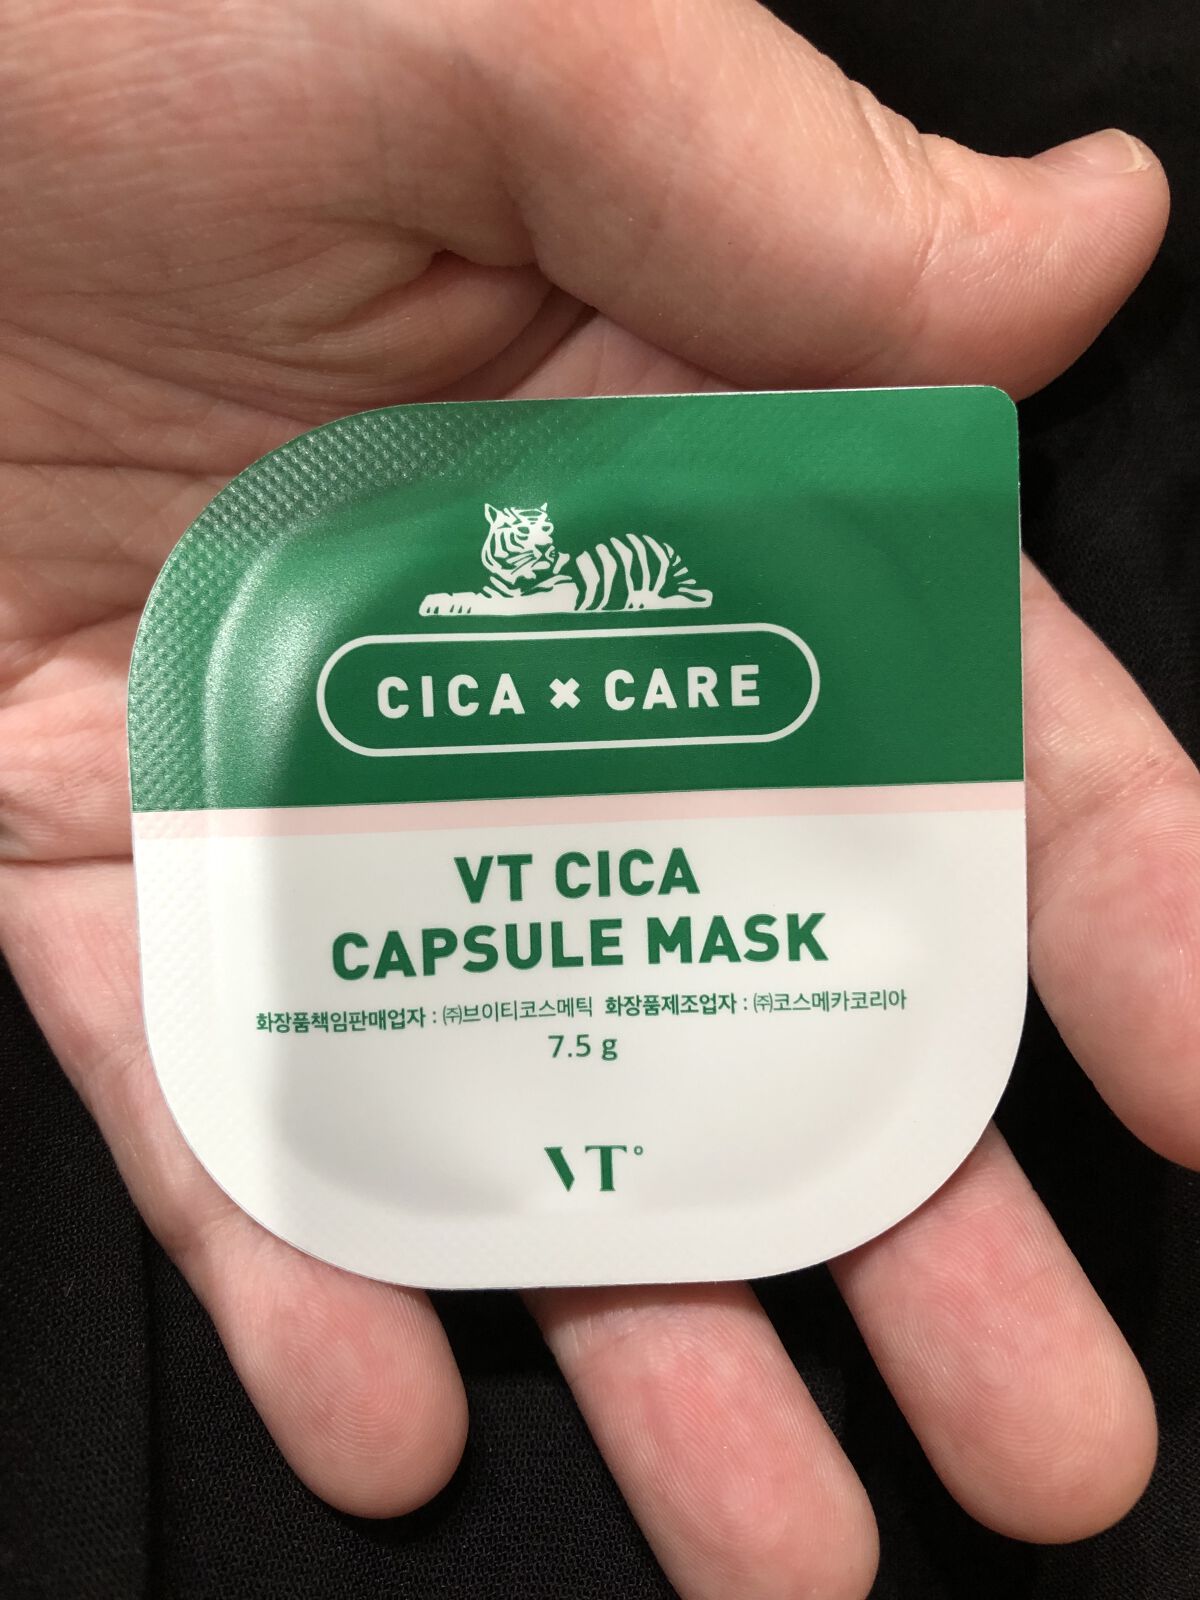 CICA × CARE
VT CICA
CAPSULE MASK
화장품책임판매업자 : ㈜브이티코스메틱 화장품제조업자 : ㈜코스메카코리아
7.5 g
VT°